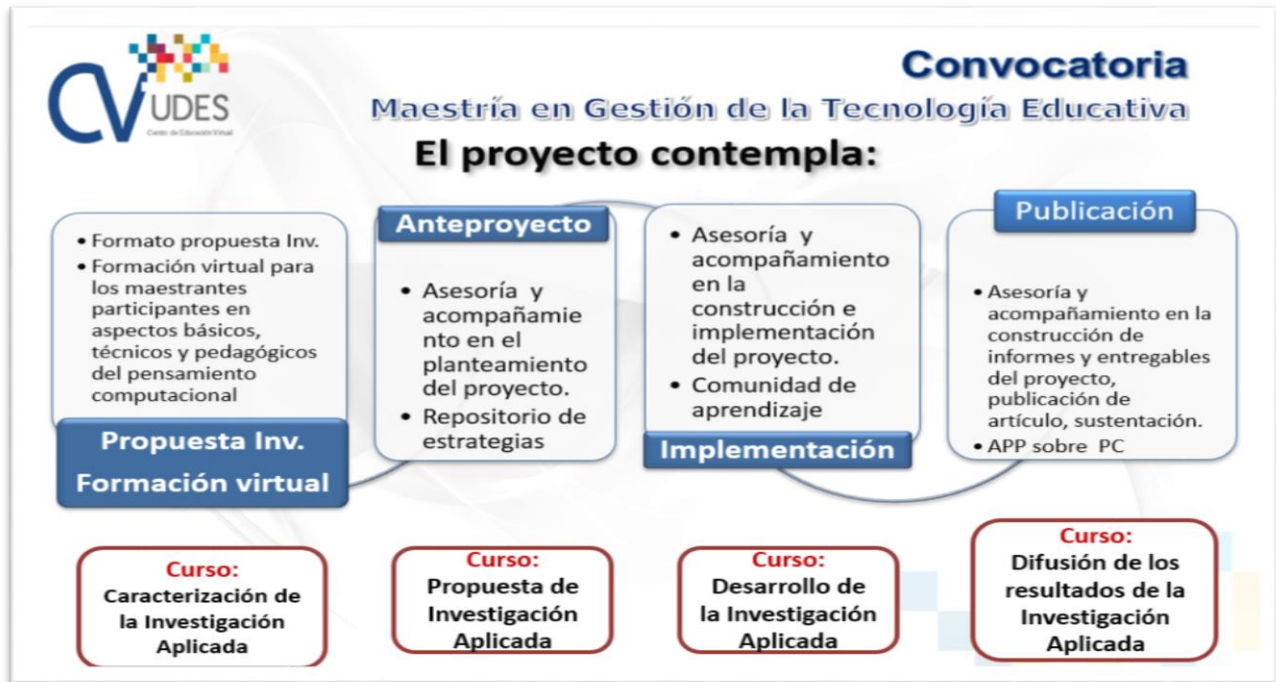 CV UDES
Centro de Educación Virtual
Convocatoria
Maestría en Gestión de la Tecnología Educativa
El proyecto contempla:
• Formato propuesta Inv.
• Formación virtual para
los maestrantes
participantes en
aspectos básicos,
técnicos y pedagógicos
del pensamiento
computacional
Propuesta Inv.
Formación virtual
Anteproyecto
• Asesoría y
acompañamie
nto en el
planteamiento
del proyecto.
• Repositorio de
estrategias
• Asesoría y
acompañamiento
en la
construcción e
implementación
del proyecto.
• Comunidad de
aprendizaje
Implementación
Publicación
• Asesoría y
acompañamiento en la
construcción de
informes y entregables
del proyecto,
publicación de
artículo, sustentación.
• APP sobre PC
Curso:
Caracterización de
la Investigación
Aplicada
Curso:
Propuesta de
Investigación
Aplicada
Curso:
Desarrollo de
la Investigación
Aplicada
Curso:
Difusión de los
resultados de la
Investigación
Aplicada